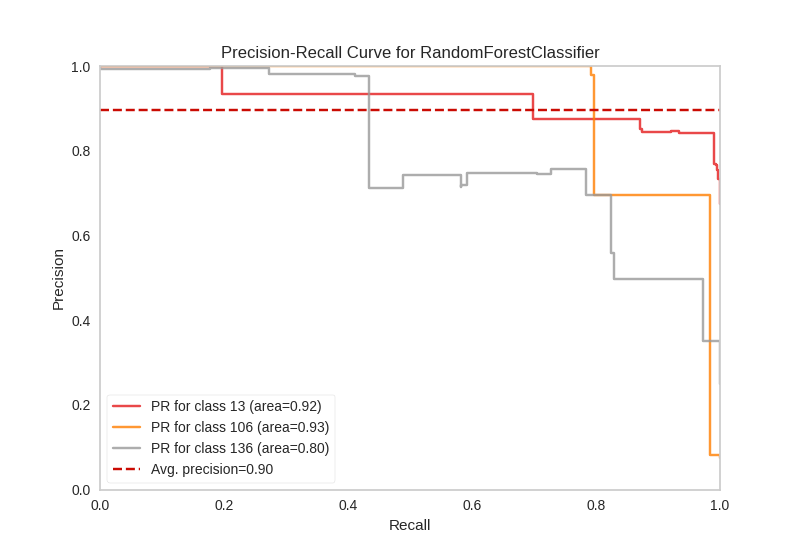 Precision-Recall Curve for RandomForestClassifier
1.0
0.8
0.6
0.4
0.2
0.0
Precision
PR for class 13 (area=0.92)
PR for class 106 (area=0.93)
PR for class 136 (area=0.80)
Avg. precision=0.90
0.0 0.2 0.4 0.6 0.8 1.0
Recall